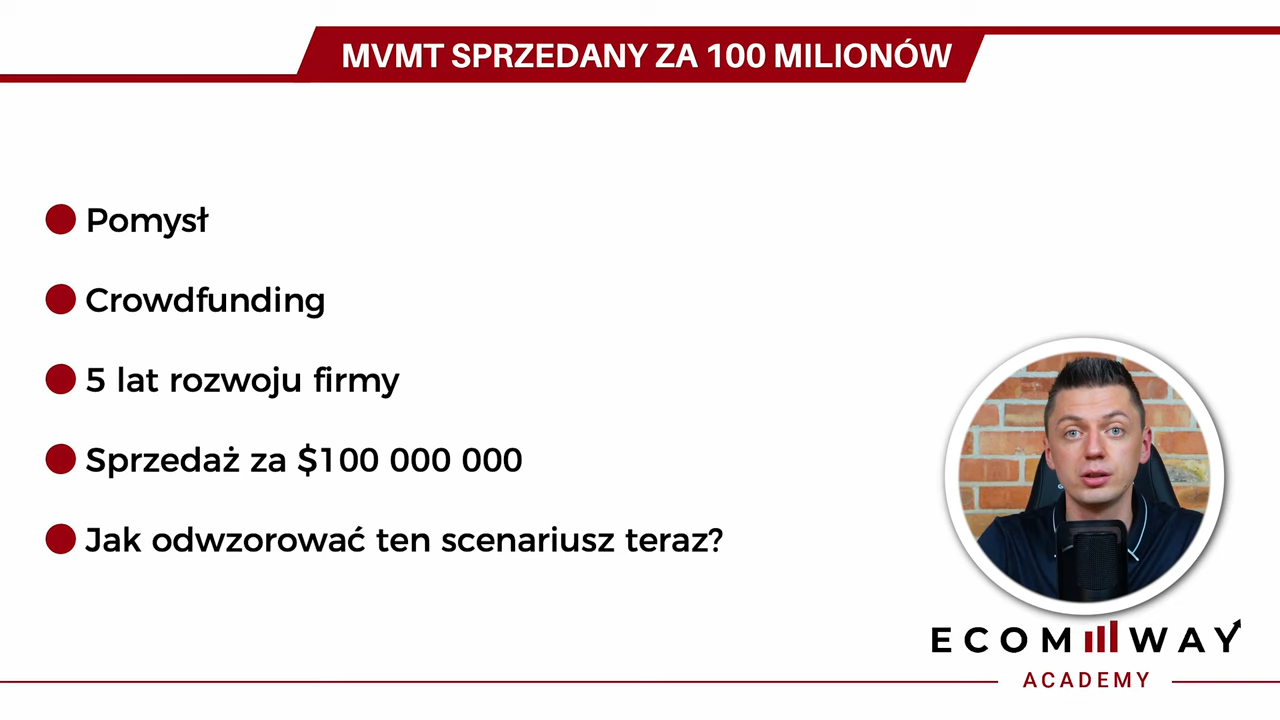 MVMT SPRZEDANY ZA 100 MILIONÓW
Pomysł
Crowdfunding
5 lat rozwoju firmy
Sprzedaż za $100 000 000
Jak odwzorować ten scenariusz teraz?
ECOM WAY
ACADEMY